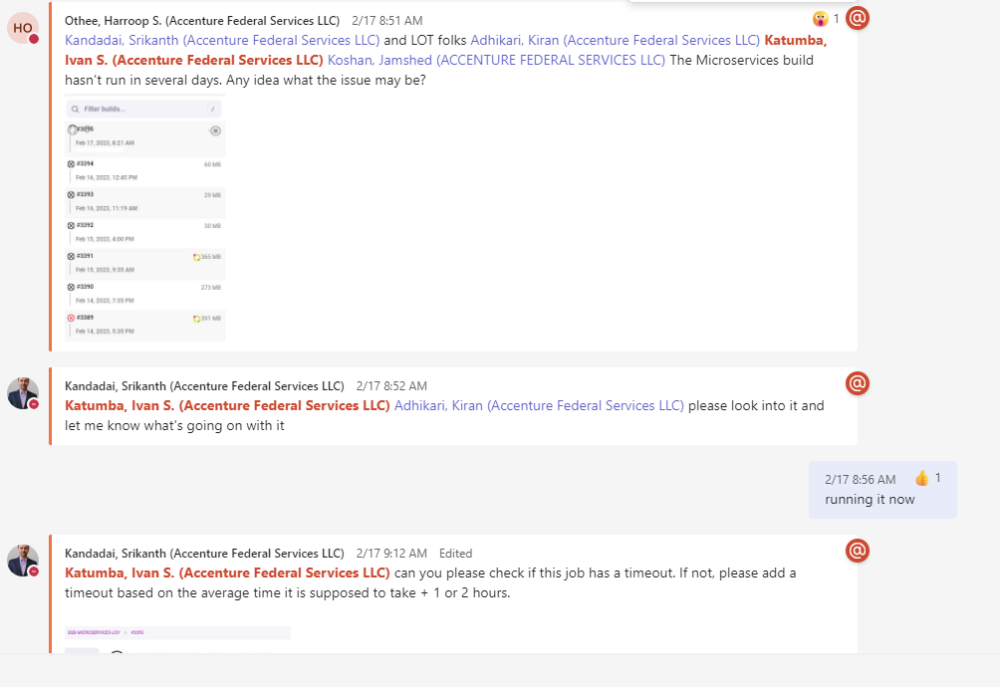 HO
Othee, Harroop S. (Accenture Federal Services LLC) 2/17 8:51 AM
1
Kandadai, Srikanth (Accenture Federal Services LLC) and LOT folks Adhikari, Kiran (Accenture Federal Services LLC) Katumba,
Ivan S. (Accenture Federal Services LLC) Koshan, Jamshed (ACCENTURE FEDERAL SERVICES LLC) The Microservices build
hasn't run in several days. Any idea what the issue may be?
Filter builds... /
Feb 17, 2023, 8:21 AM
#3394 60 MB
Feb 16, 2023, 12:45 PM
#3393 29 MB
Feb 16, 2023, 11:19 AM
#3392 30 MB
Feb 15, 2023, 4:00 PM
#3391 365 MB
Feb 15, 2023, 9:35 AM
#3390 273 MB
Feb 14, 2023, 7:35 PM
#3389 391 MB
Feb 14, 2023, 5:35 PM
Kandadai, Srikanth (Accenture Federal Services LLC) 2/17 8:52 AM
Katumba, Ivan S. (Accenture Federal Services LLC) Adhikari, Kiran (Accenture Federal Services LLC) please look into it and
let me know what's going on with it
2/17 8:56 AM 1
running it now
Kandadai, Srikanth (Accenture Federal Services LLC) 2/17 9:12 AM Edited
Katumba, Ivan S. (Accenture Federal Services LLC) can you please check if this job has a timeout. If not, please add a
timeout based on the average time it is supposed to take + 1 or 2 hours.
> #3395